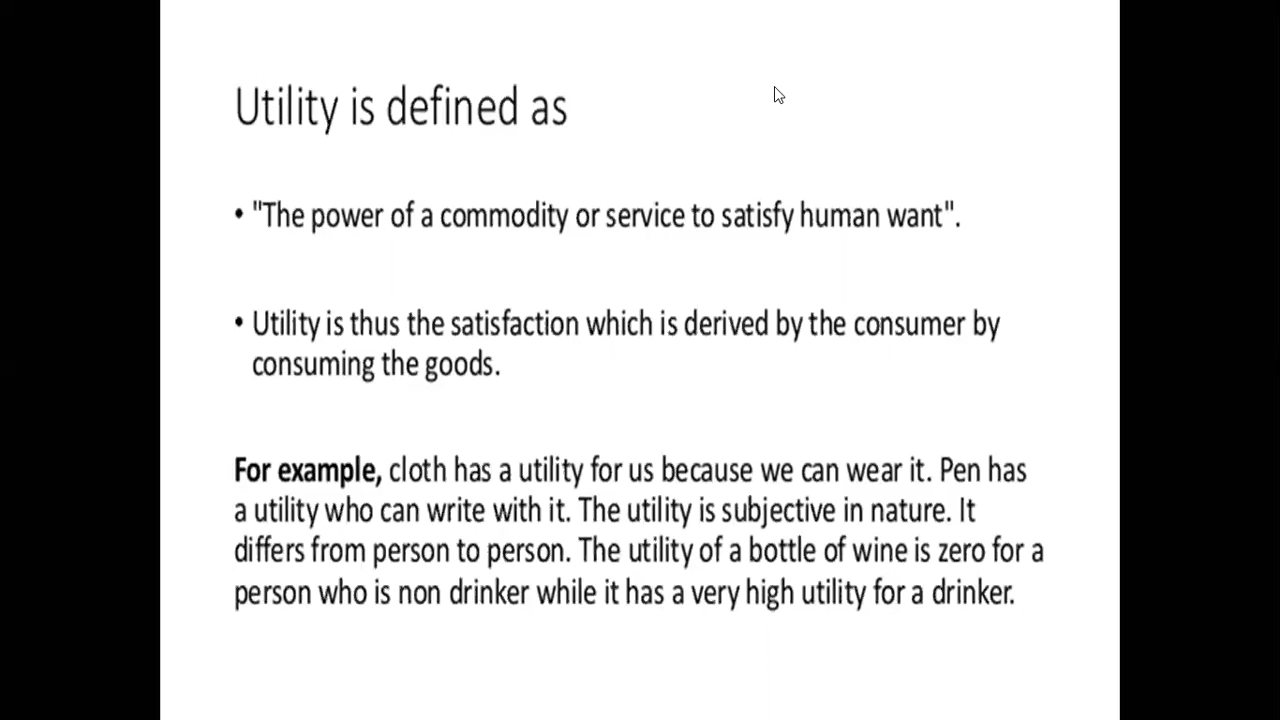 Utility is defined as
• "The power of a commodity or service to satisfy human want".
• Utility is thus the satisfaction which is derived by the consumer by
consuming the goods.
For example, cloth has a utility for us because we can wear it. Pen has
a utility who can write with it. The utility is subjective in nature. It
differs from person to person. The utility of a bottle of wine is zero for a
person who is non drinker while it has a very high utility for a drinker.